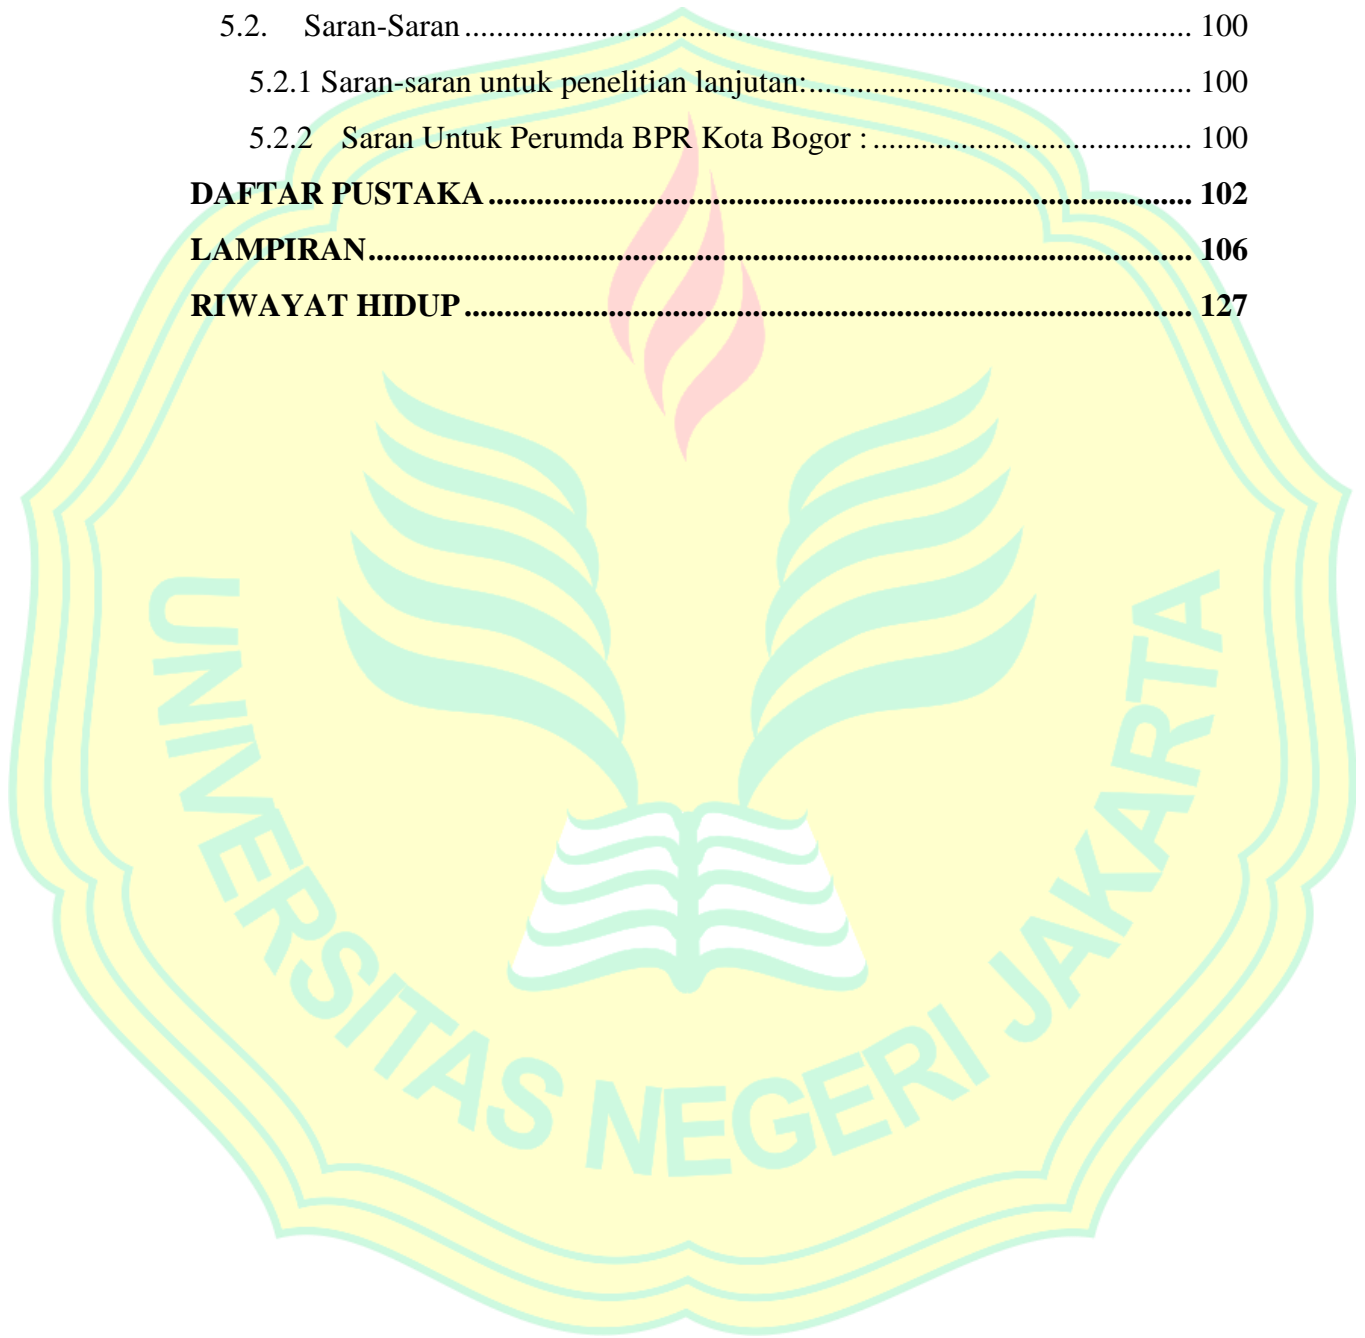 5.2. Saran-Saran ........................................................................................... 100
5.2.1 Saran-saran untuk penelitian lanjutan:................................................ 100
5.2.2 Saran Untuk Perumda BPR Kota Bogor : ........................................ 100
DAFTAR PUSTAKA ........................................................................................ 102
LAMPIRAN....................................................................................................... 106
RIWAYAT HIDUP ........................................................................................... 127
UNIVERSITAS NEGERI JAKARTA